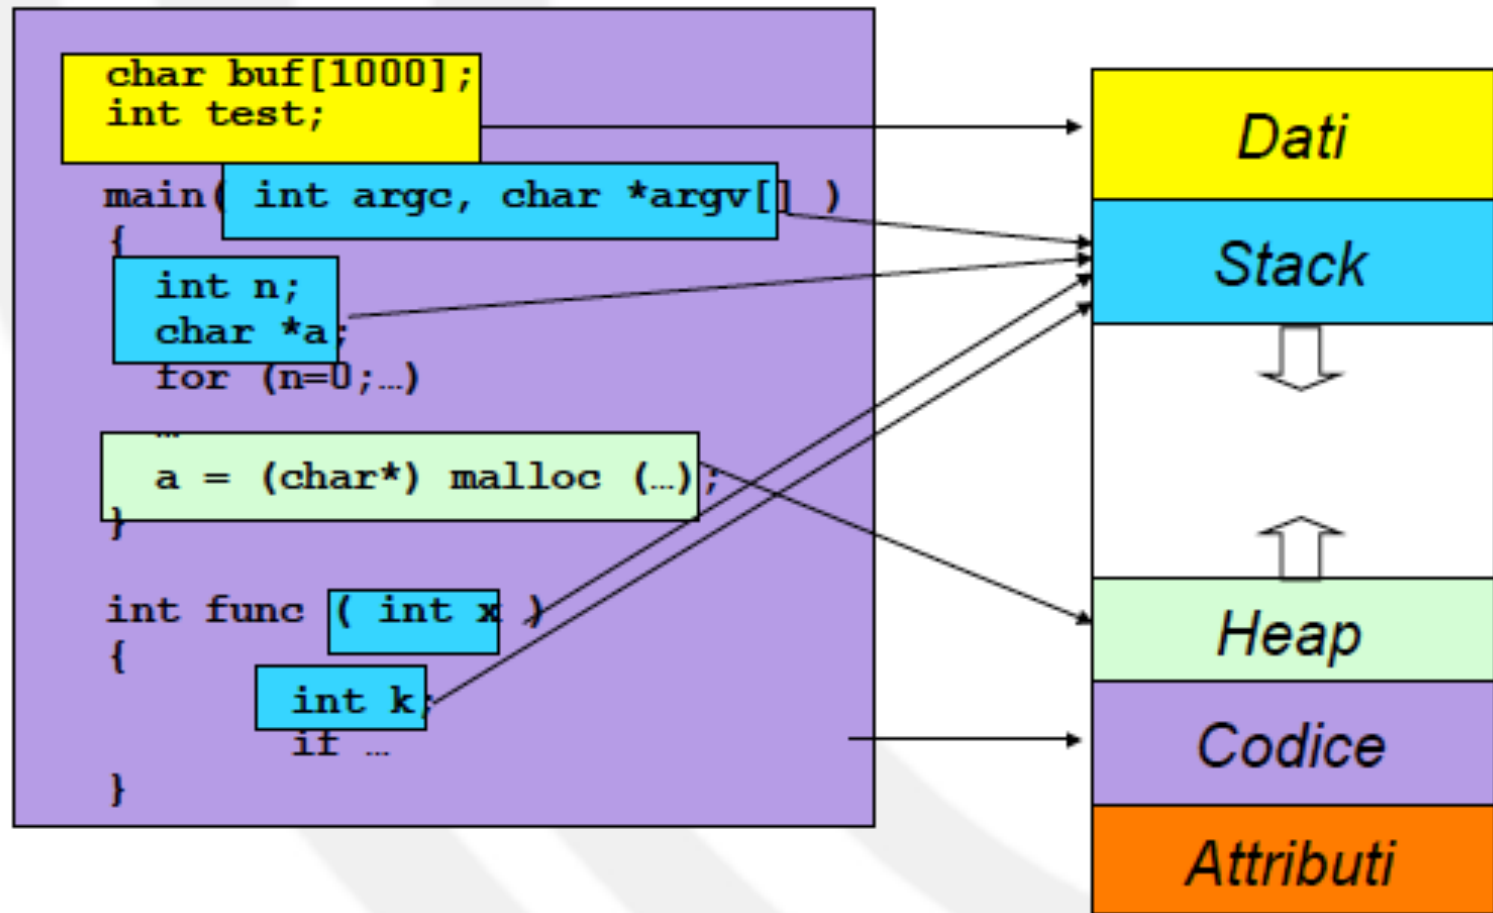 char buf[1000];
int test;
main( int argc, char *argv[] )
{
int n;
char *a;
for (n=0;…)
…
a = (char*) malloc (…);
}
int func ( int x )
{
int k;
if …
}
Dati
Stack
Heap
Codice
Attributi